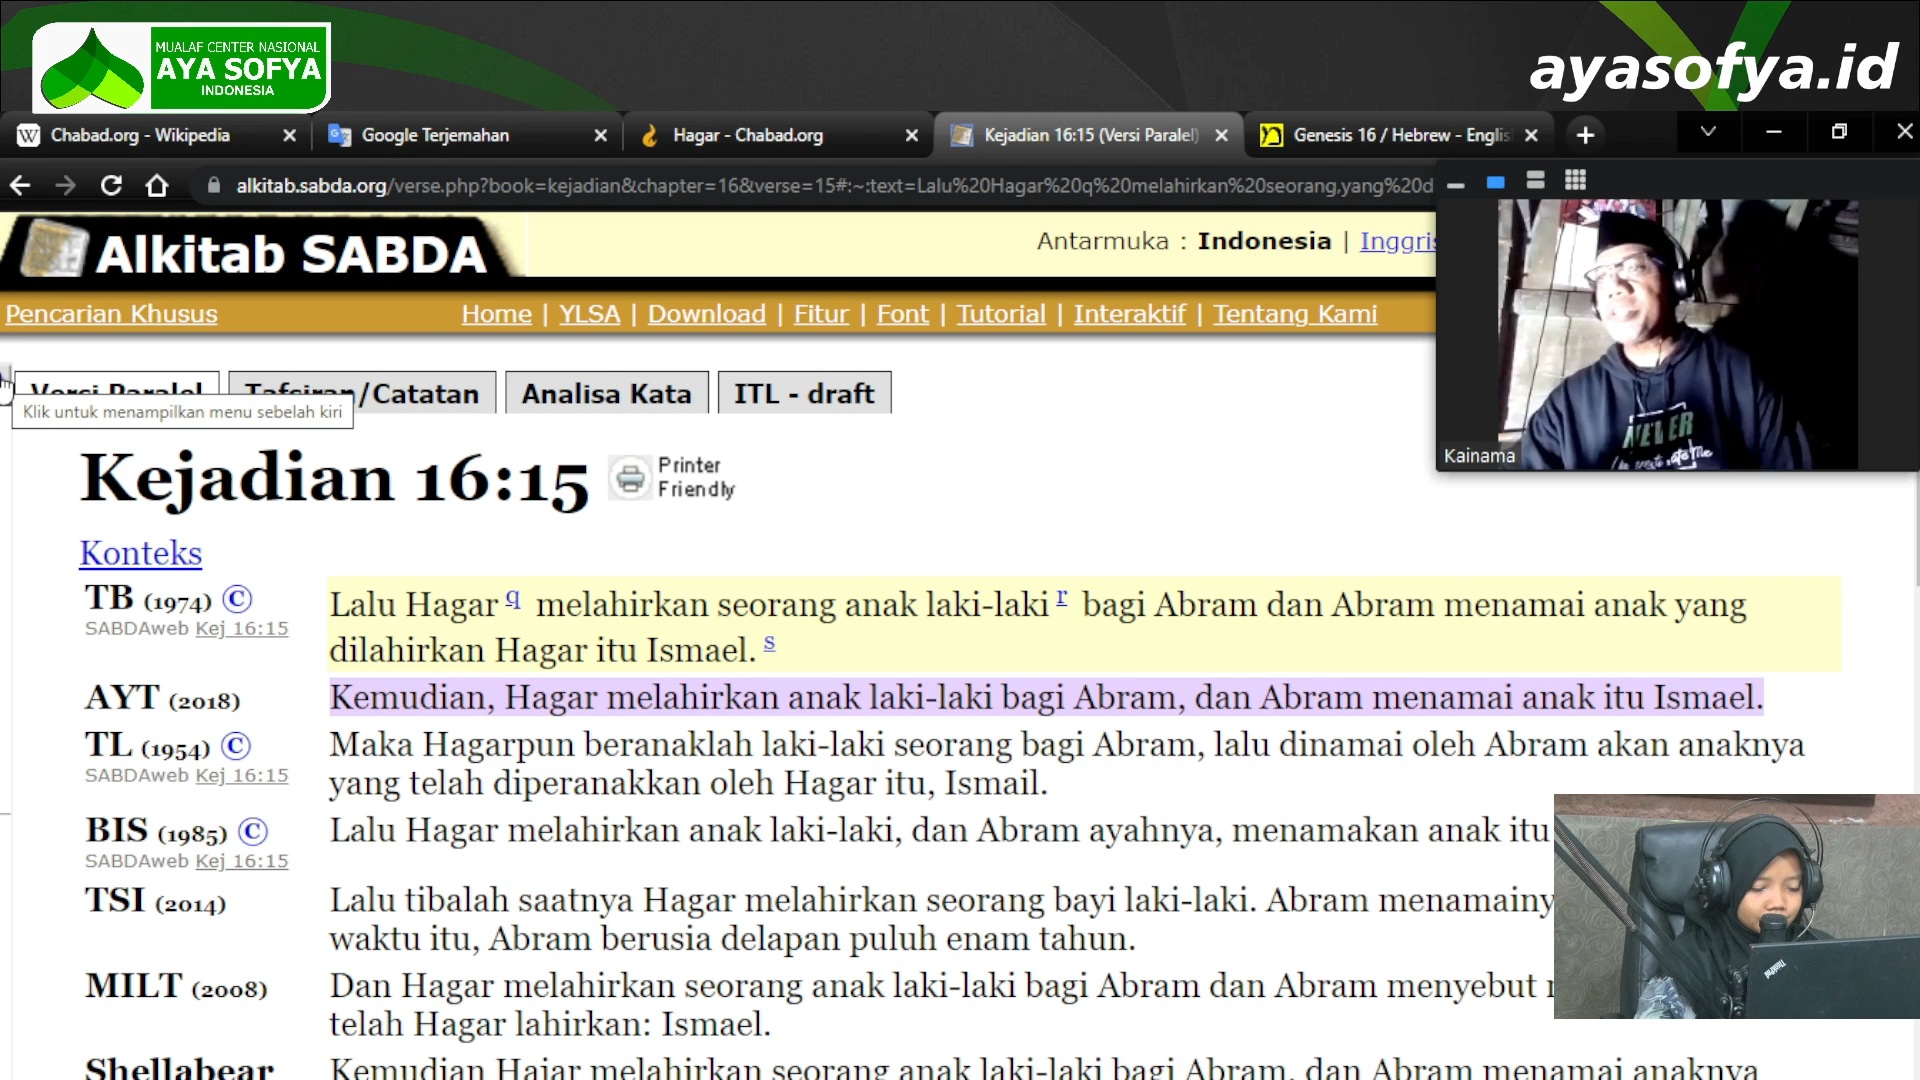 MUALAF CENTER NASIONAL
AYA SOFYA
INDONESIA
ayasofya.id
Chabad.org - Wikipedia
Google Terjemahan
Hagar - Chabad.org
Kejadian 16:15 (Versi Paralel)
Genesis 16 / Hebrew - Englis
alkitab.sabda.org/verse.php?book=kejadian&chapter=16&verse=15#:~:text=Lalu%20Hagar%20q%20melahirkan%20seorang,yang%20d
Alkitab SABDA
Antarmuka : Indonesia | Inggris
Pencarian Khusus
Home | YLSA | Download | Fitur | Font | Tutorial | Interaktif | Tentang Kami
Versi Paralel
Tafsiran/Catatan
Analisa Kata
ITL - draft
Klik untuk menampilkan menu sebelah kiri
Kainama
Kejadian 16:15
Printer
Friendly
Konteks
TB (1974) ©
SABDAweb Kej 16:15
Lalu Hagar q melahirkan seorang anak laki-laki r bagi Abram dan Abram menamai anak yang
dilahirkan Hagar itu Ismael. s
AYT (2018)
Kemudian, Hagar melahirkan anak laki-laki bagi Abram, dan Abram menamai anak itu Ismael.
TL (1954) ©
SABDAweb Kej 16:15
Maka Hagarpun beranaklah laki-laki seorang bagi Abram, lalu dinamai oleh Abram akan anaknya
yang telah diperanakkan oleh Hagar itu, Ismail.
BIS (1985) ©
SABDAweb Kej 16:15
Lalu Hagar melahirkan anak laki-laki, dan Abram ayahnya, menamakan anak itu
TSI (2014)
Lalu tibalah saatnya Hagar melahirkan seorang bayi laki-laki. Abram menamainy
waktu itu, Abram berusia delapan puluh enam tahun.
MILT (2008)
Dan Hagar melahirkan seorang anak laki-laki bagi Abram dan Abram menyebut
telah Hagar lahirkan: Ismael.
Shellabear
Kemudian Hajar melahirkan seorang anak laki-laki bagi Abram, dan Abram menamai anaknya
ThinkPad